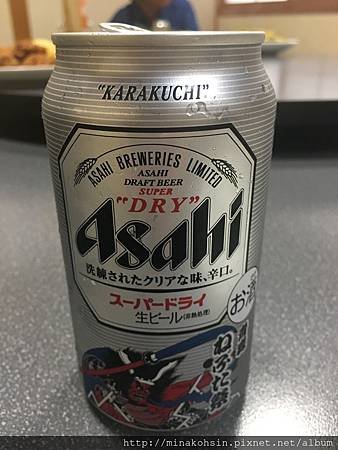 "KARAKUCHI"
ASAHI BREWERIES LIMITED
ASAHI
DRAFT BEER
SUPER
"DRY"
Asahi
洗練されたクリアな味、辛口。
スーパードライ
生ビール(非熱処理)
お酒
青森
ねぶた祭
http://minakohsin.pixnet.net/album